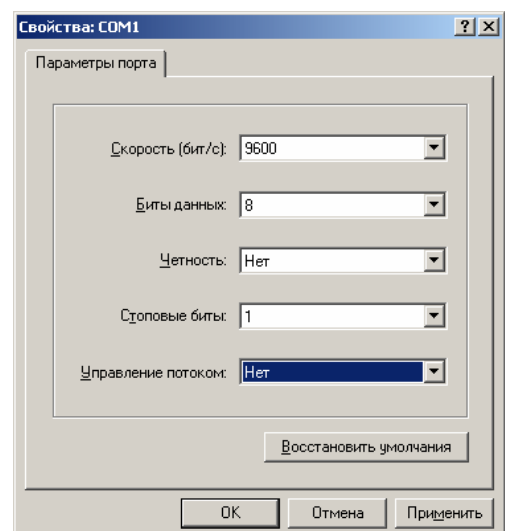 Свойства: COM1
Параметры порта
Скорость (бит/с): 9600
Биты данных: 8
Четность: Нет
Стоповые биты: 1
Управление потоком: Нет
Восстановить умолчания
OK Отмена Применить